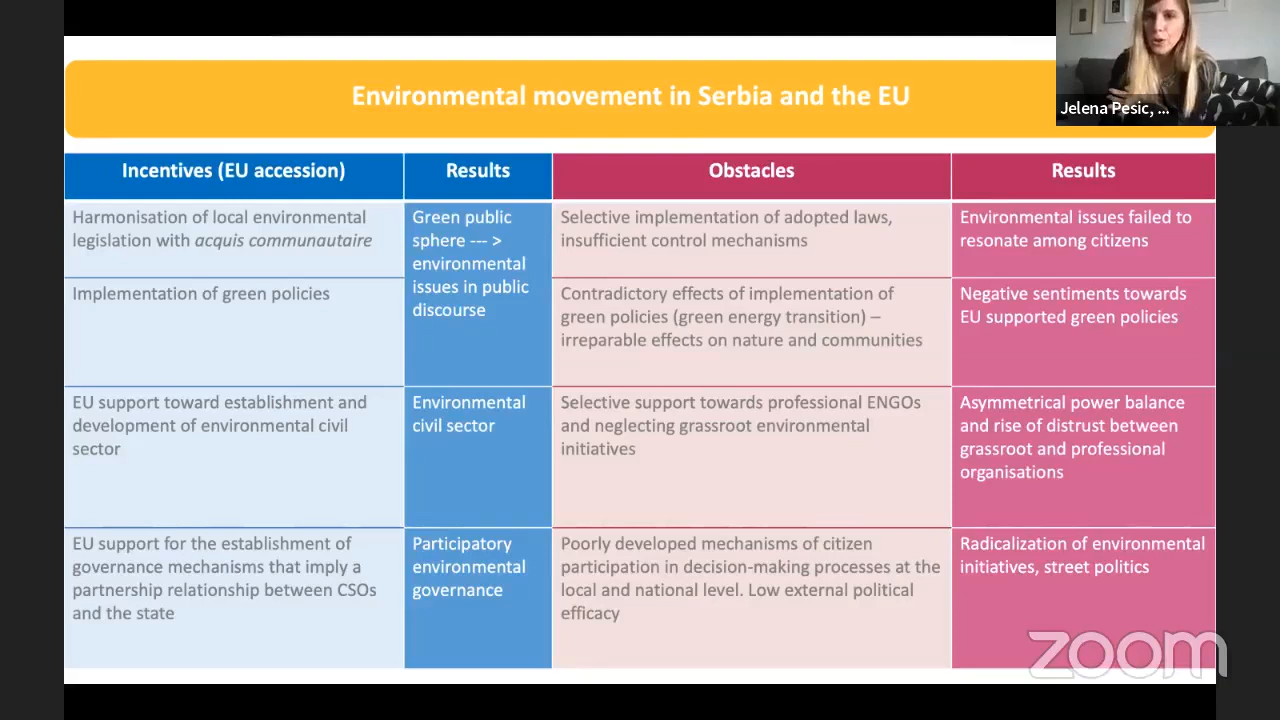 Environmental movement in Serbia and the EU
Jelena Pesic, ...
Incentives (EU accession)
Results
Obstacles
Results
Harmonisation of local environmental
legislation with acquis communautaire
Green public
sphere --- >
environmental
issues in public
discourse
Selective implementation of adopted laws,
insufficient control mechanisms
Environmental issues failed to
resonate among citizens
Implementation of green policies
Contradictory effects of implementation of
green policies (green energy transition) –
irreparable effects on nature and communities
Negative sentiments towards
EU supported green policies
EU support toward establishment and
development of environmental civil
sector
Environmental
civil sector
Selective support towards professional ENGOs
and neglecting grassroot environmental
initiatives
Asymmetrical power balance
and rise of distrust between
grassroot and professional
organisations
EU support for the establishment of
governance mechanisms that imply a
partnership relationship between CSOs
and the state
Participatory
environmental
governance
Poorly developed mechanisms of citizen
participation in decision-making processes at the
local and national level. Low external political
efficacy
Radicalization of environmental
initiatives, street politics
zoom